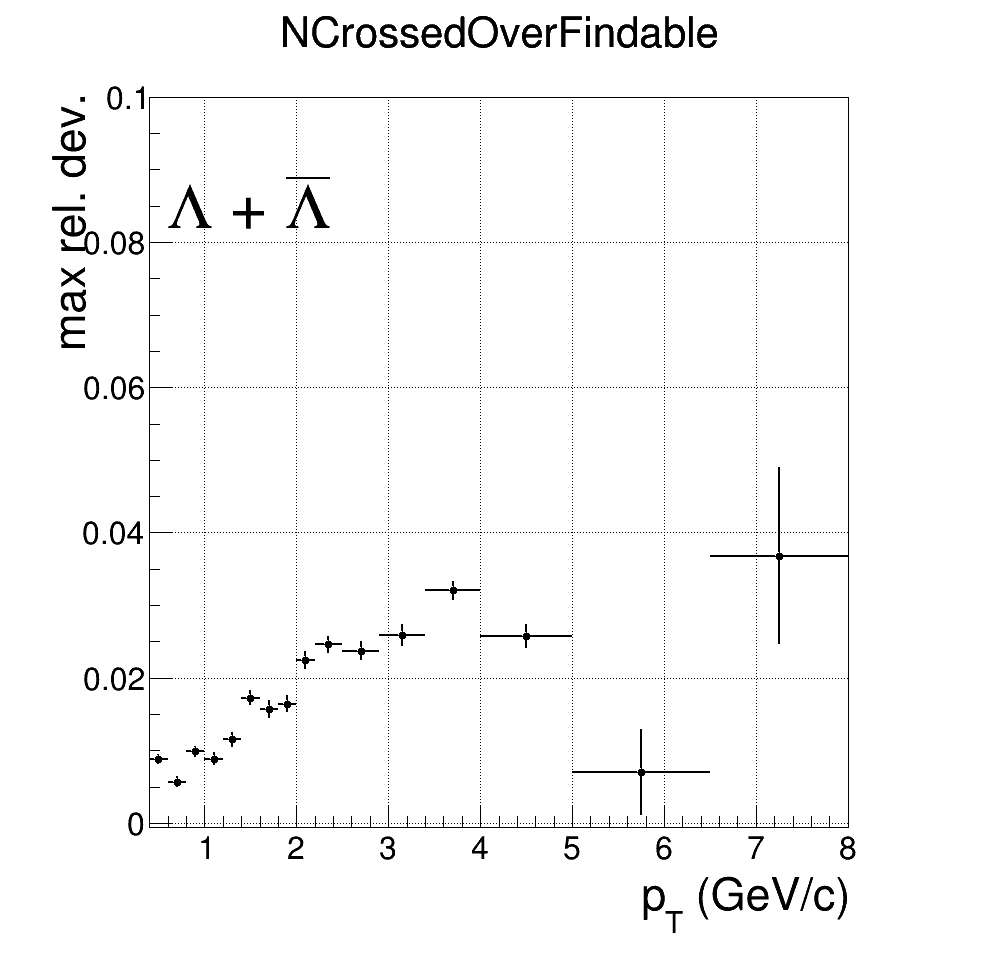 NCrossedOverFindable
max rel. dev.
0.1
0.08
0.06
0.04
0.02
0
Λ + Λ̅
1 2 3 4 5 6 7 8
p_T (GeV/c)